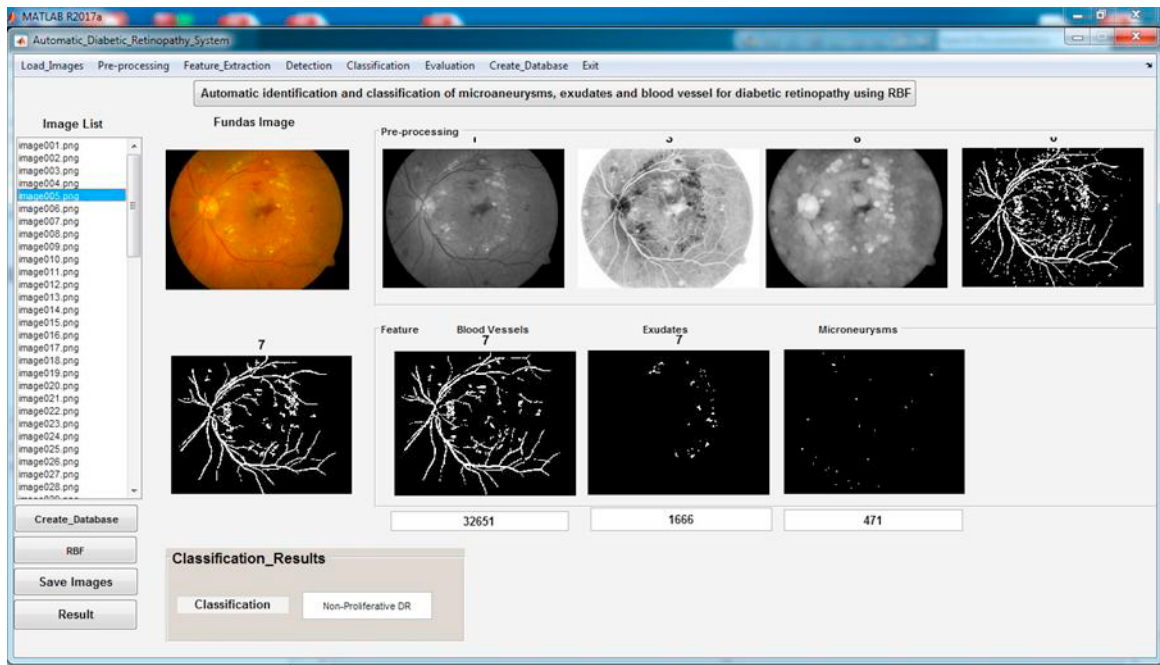 MATLAB R2017a
Automatic_Diabetic_Retinopathy_System
Load_Images Pre-processing Feature_Extraction Detection Classification Evaluation Create_Database Exit
Automatic identification and classification of microaneurysms, exudates and blood vessel for diabetic retinopathy using RBF
Image List
image001.png
image002.png
image003.png
image004.png
image005.png
image006.png
image007.png
image008.png
image009.png
image010.png
image011.png
image012.png
image013.png
image014.png
image015.png
image016.png
image017.png
image018.png
image019.png
image020.png
image021.png
image022.png
image023.png
image024.png
image025.png
image026.png
image027.png
image028.png
Create_Database
RBF
Save Images
Result
Fundas Image
Pre-processing
7
Feature
Blood Vessels
7
Exudates
7
Microneurysms
32651
1666
471
Classification_Results
Classification
Non-Proliferative DR